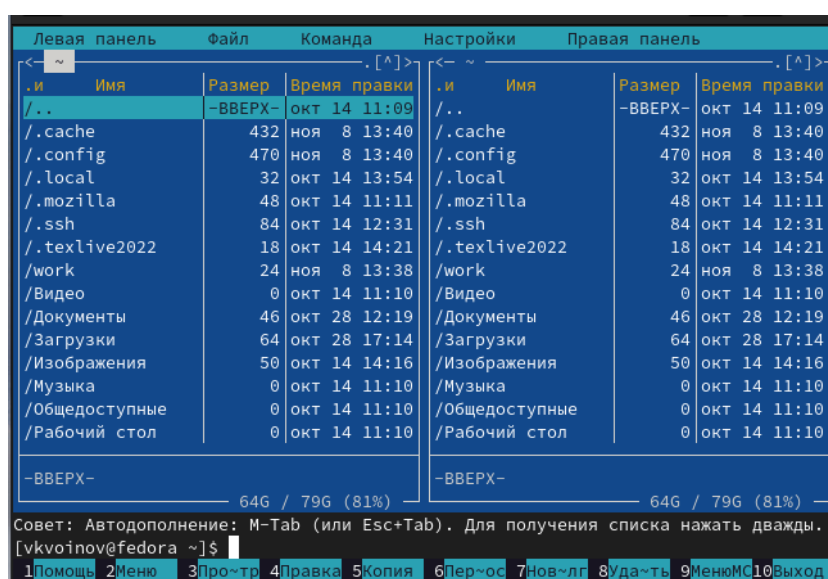 Левая панель Файл Команда Настройки Правая панель
<- ~ .[^]> <- ~ .[^]>
.и Имя Размер Время правки .и Имя Размер Время правки
/.. -ВВЕРХ- окт 14 11:09 /.. -ВВЕРХ- окт 14 11:09
/.cache 432 ноя 8 13:40 /.cache 432 ноя 8 13:40
/.config 470 ноя 8 13:40 /.config 470 ноя 8 13:40
/.local 32 окт 14 13:54 /.local 32 окт 14 13:54
/.mozilla 48 окт 14 11:11 /.mozilla 48 окт 14 11:11
/.ssh 84 окт 14 12:31 /.ssh 84 окт 14 12:31
/.texlive2022 18 окт 14 14:21 /.texlive2022 18 окт 14 14:21
/work 24 ноя 8 13:38 /work 24 ноя 8 13:38
/Видео 0 окт 14 11:10 /Видео 0 окт 14 11:10
/Документы 46 окт 28 12:19 /Документы 46 окт 28 12:19
/Загрузки 64 окт 28 17:14 /Загрузки 64 окт 28 17:14
/Изображения 50 окт 14 14:16 /Изображения 50 окт 14 14:16
/Музыка 0 окт 14 11:10 /Музыка 0 окт 14 11:10
/Общедоступные 0 окт 14 11:10 /Общедоступные 0 окт 14 11:10
/Рабочий стол 0 окт 14 11:10 /Рабочий стол 0 окт 14 11:10
-ВВЕРХ- -ВВЕРХ-
64G / 79G (81%) 64G / 79G (81%)
Совет: Автодополнение: M-Tab (или Esc+Tab). Для получения списка нажать дважды.
[vkvoinov@fedora ~]$
1Помощь 2Меню 3Про~тр 4Правка 5Копия 6Пер~ос 7Нов~лг 8Уда~ть 9МенюMC 10Выход